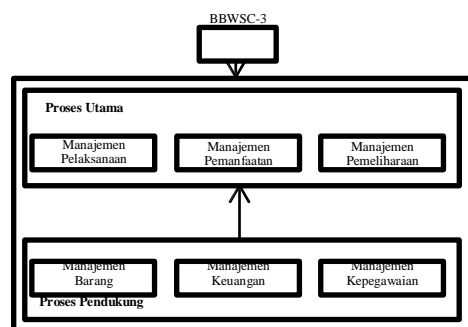 BBWSC-3
Proses Utama
Manajemen
Pelaksanaan
Manajemen
Pemanfaatan
Manajemen
Pemeliharaan
Manajemen
Barang
Manajemen
Keuangan
Manajemen
Kepegawaian
Proses Pendukung